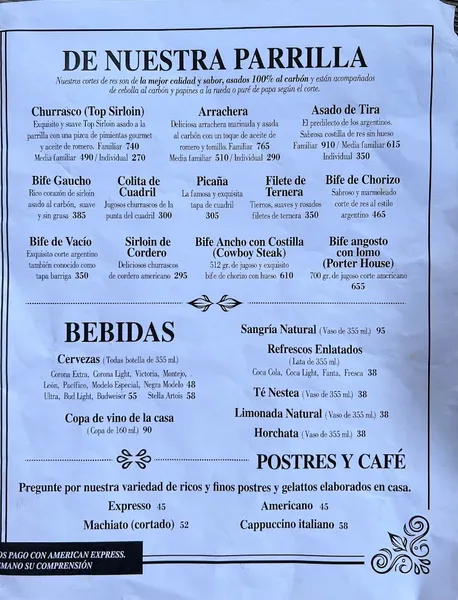 DE NUESTRA PARRILLA
Nuestros cortes de res son de la mejor calidad y sabor, asados 100% al carbón y están acompañados
de cebolla al carbón y papines a la rueda o puré de papa según el corte.
Churrasco (Top Sirloin)
Exquisito y suave Top Sirloin asado a la
parrilla con una pizca de pimientas gourmet
y aceite de romero. Familiar 740
Media familiar 490 / Individual 270
Arrachera
Deliciosa arrachera marinada y asada
al carbón con un toque de aceite de
romero y tomillo. Familiar 765
Media familiar 510 / Individual 290
Asado de Tira
El predilecto de los argentinos.
Sabrosa costilla de res sin hueso
Familiar 910 / Media familiar 615
Individual 350
Bife Gaucho
Rico corazón de sirloin
asado al carbón, suave
y sin grasa 385
Colita de
Cuadril
Jugosos churrascos de la
punta del cuadril 300
Picaña
La famosa y exquisita
tapa de cuadril
305
Filete de
Ternera
Tiernos, suaves y rosados
filetes de ternera 350
Bife de Chorizo
Sabroso y marmoleado
corte de res al estilo
argentino 465
Bife de Vacío
Exquisito corte argentino
también conocido como
tapa barriga 350
Sirloin de
Cordero
Deliciosos churrascos
de cordero americano 295
Bife Ancho con Costilla
(Cowboy Steak)
512 gr. de jugoso y exquisito
bife de chorizo con hueso 610
Bife angosto
con lomo
(Porter House)
700 gr. de jugoso corte americano
655
BEBIDAS
Cervezas (Todas botella de 355 ml.)
Corona Extra, Corona Light, Victoria, Montejo,
León, Pacífico, Modelo Especial, Negra Modelo 48
Ultra, Bud Light, Budweiser 55 Stella Artois 58
Copa de vino de la casa
(Copa de 160 ml.) 90
Sangría Natural (Vaso de 355 ml.) 95
Refrescos Enlatados
(Lata de 355 ml.)
Coca Cola, Coca Light, Fanta, Fresca 38
Té Nestea (Vaso de 355 ml.) 38
Limonada Natural (Vaso de 355 ml.) 38
Horchata (Vaso de 355 ml.) 38
POSTRES Y CAFÉ
Pregunte por nuestra variedad de ricos y finos postres y gelattos elaborados en casa.
Expresso 45
Americano 45
Machiato (cortado) 52
Cappuccino italiano 58
OS PAGO CON AMERICAN EXPRESS.
EMANO SU COMPRENSIÓN